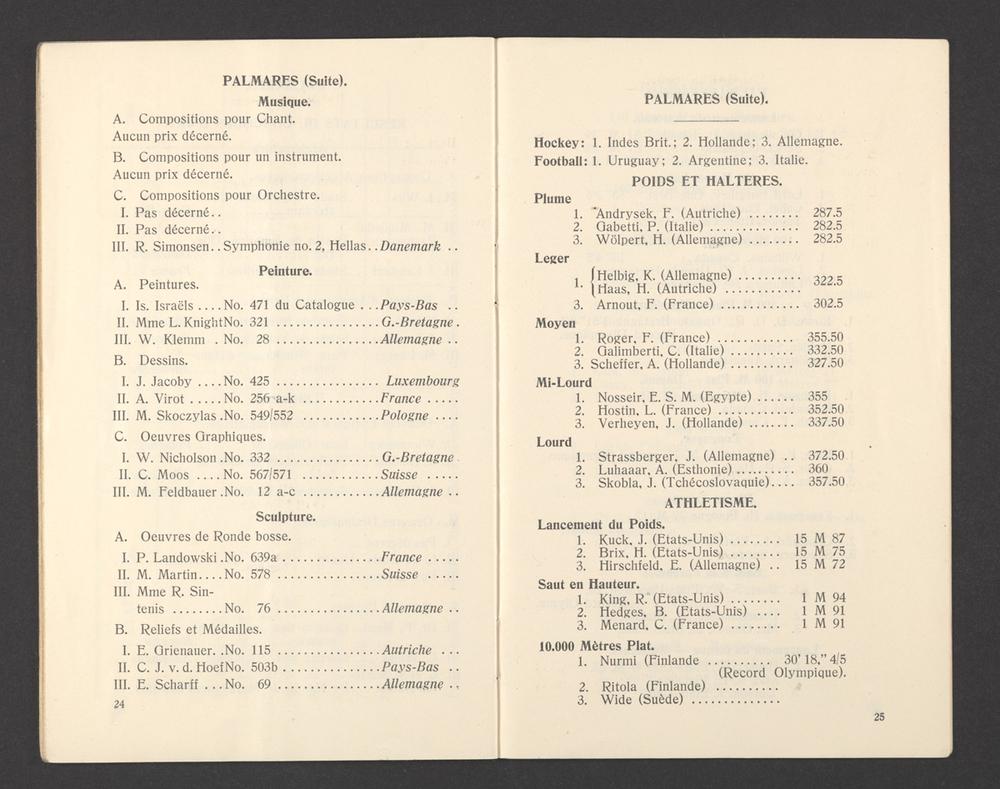 PALMARES (Suite).
Musique.
A. Compositions pour Chant.
Aucun prix décerné.
B. Compositions pour un instrument.
Aucun prix décerné.
C. Compositions pour Orchestre.
I. Pas décerné..
II. Pas décerné..
III. R. Simonsen..Symphonie no. 2, Hellas..Danemark ..
Peinture.
A. Peintures.
I. Is. Israëls ....No. 471 du Catalogue ...Pays-Bas ..
II. Mme L. Knight No. 321 ................G.-Bretagne.
III. W. Klemm . No. 28 ................Allemagne ..
B. Dessins.
I. J. Jacoby ....No. 425 ................ Luxembourg
II. A. Virot .....No. 256 a-k ..............France .....
III. M. Skoczylas .No. 549/552 ............Pologne ....
C. Oeuvres Graphiques.
I. W. Nicholson .No. 332 ................G.-Bretagne.
II. C. Moos ....No. 567/571 ............Suisse .....
III. M. Feldbauer .No. 12 a-c ............Allemagne ..
Sculpture.
A. Oeuvres de Ronde bosse.
I. P. Landowski .No. 639a ...............France .....
II. M. Martin....No. 578 ................Suisse .....
III. Mme R. Sin-
tenis ........No. 76 ................Allemagne ..
B. Reliefs et Médailles.
I. E. Grienauer. .No. 115 ................Autriche ...
II. C. J. v. d. Hoef No. 503b ..............Pays-Bas ..
III. E. Scharff ...No. 69 ................Allemagne ..
24
PALMARES (Suite).
Hockey: 1. Indes Brit.; 2. Hollande; 3. Allemagne.
Football: 1. Uruguay; 2. Argentine; 3. Italie.
POIDS ET HALTERES.
Plume
1. Andrysek, F. (Autriche) ........ 287.5
2. Gabetti, P. (Italie) .............. 282.5
3. Wölpert, H. (Allemagne) ........ 282.5
Leger
1. { Helbig, K. (Allemagne) ..........
Haas, H. (Autriche) ............ 322.5
3. Arnout, F. (France) ............. 302.5
Moyen
1. Roger, F. (France) ............. 355.50
2. Galimberti, C. (Italie) .......... 332.50
3. Scheffer, A. (Hollande) .......... 327.50
Mi-Lourd
1. Nosseir, E. S. M. (Egypte) ...... 355
2. Hostin, L. (France) ............ 352.50
3. Verheyen, J. (Hollande) ........ 337.50
Lourd
1. Strassberger, J. (Allemagne) .. 372.50
2. Luhaaar, A. (Esthonie) .......... 360
3. Skobla, J. (Tchécoslovaquie).... 357.50
ATHLETISME.
Lancement du Poids.
1. Kuck, J. (Etats-Unis) ........ 15 M 87
2. Brix, H. (Etats-Unis) ........ 15 M 75
3. Hirschfeld, E. (Allemagne) .. 15 M 72
Saut en Hauteur.
1. King, R. (Etats-Unis) ........ 1 M 94
2. Hedges, B. (Etats-Unis) .... 1 M 91
3. Menard, C. (France) ........ 1 M 91
10.000 Mètres Plat.
1. Nurmi (Finlande .......... 30' 18," 4/5
(Record Olympique).
2. Ritola (Finlande) ..........
3. Wide (Suède) ..............
25